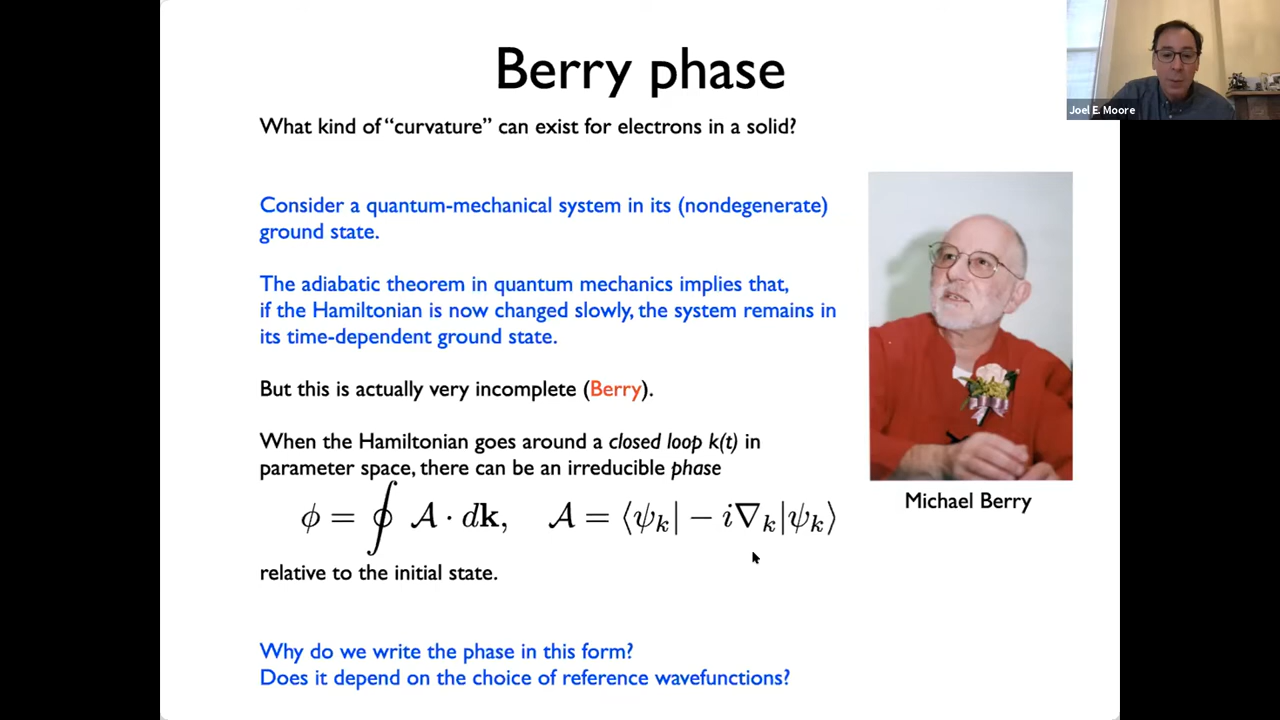 Berry phase
Joel E. Moore
What kind of “curvature” can exist for electrons in a solid?
Consider a quantum-mechanical system in its (nondegenerate)
ground state.
The adiabatic theorem in quantum mechanics implies that,
if the Hamiltonian is now changed slowly, the system remains in
its time-dependent ground state.
But this is actually very incomplete (Berry).
When the Hamiltonian goes around a closed loop k(t) in
parameter space, there can be an irreducible phase
ϕ = ∮ 𝒜 · d𝐤, 𝒜 = ⟨ψₖ| − i∇ₖ|ψₖ⟩
relative to the initial state.
Michael Berry
Why do we write the phase in this form?
Does it depend on the choice of reference wavefunctions?